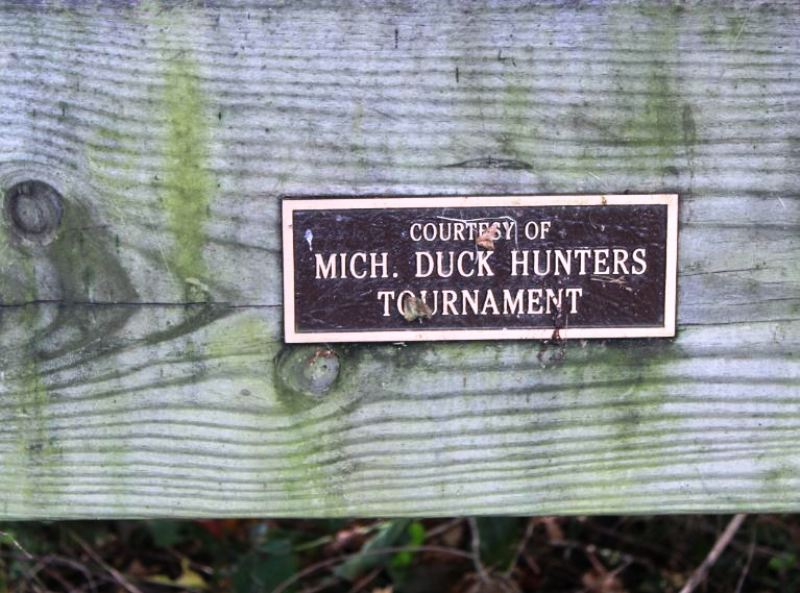 COURTESY OF
MICH. DUCK HUNTERS
TOURNAMENT